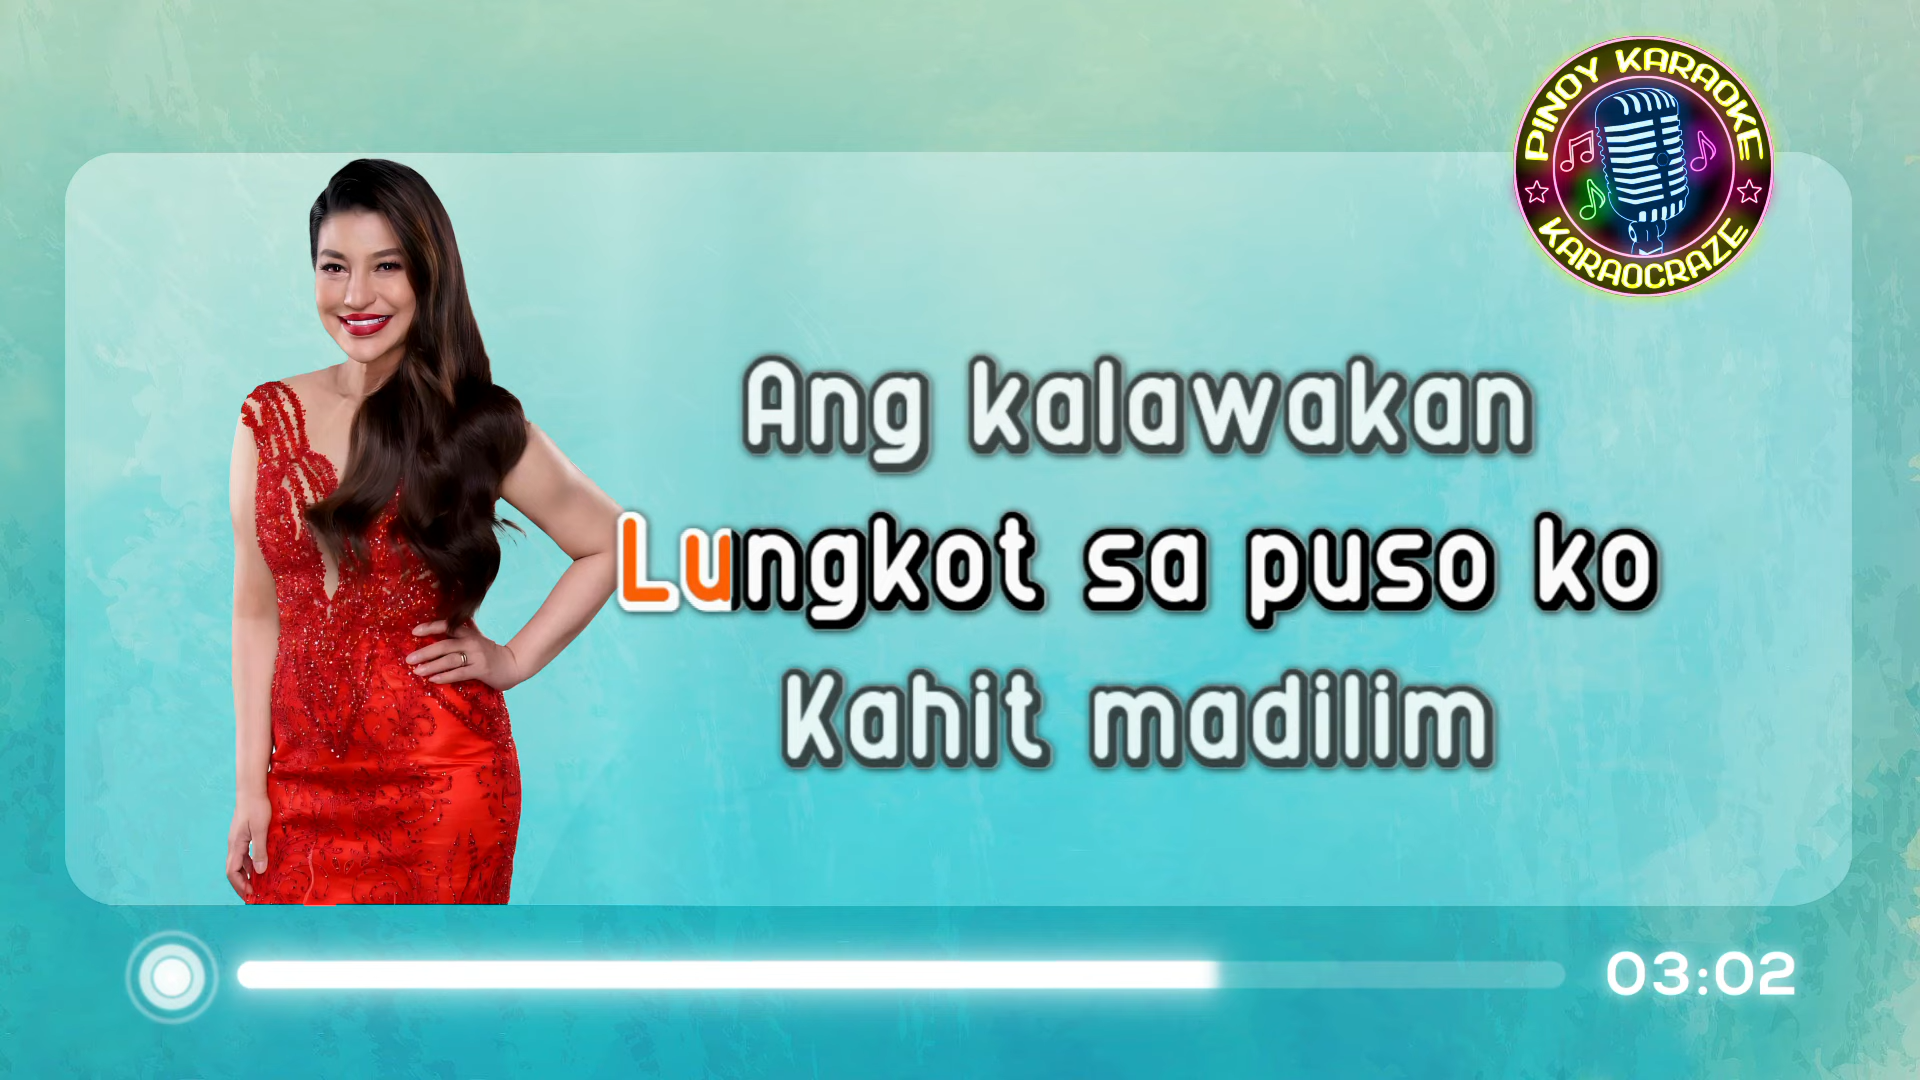 PINOY KARAOKE
KARAOCRAZE
Ang kalawakan
Lungkot sa puso ko
Kahit madilim
03:02